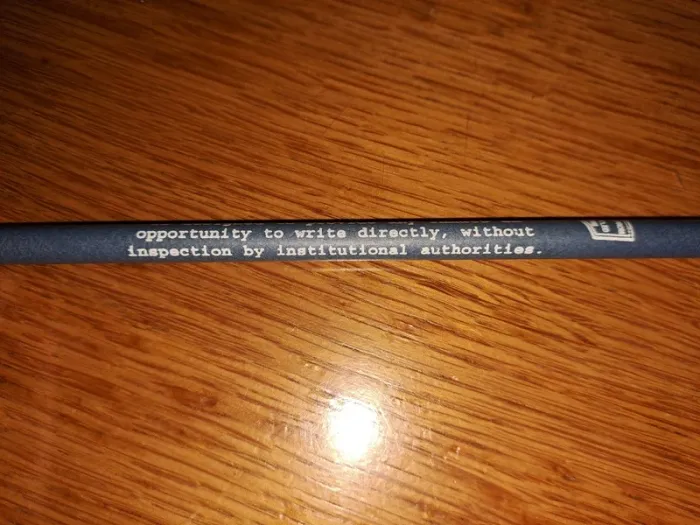 opportunity to write directly, without
inspection by institutional authorities.